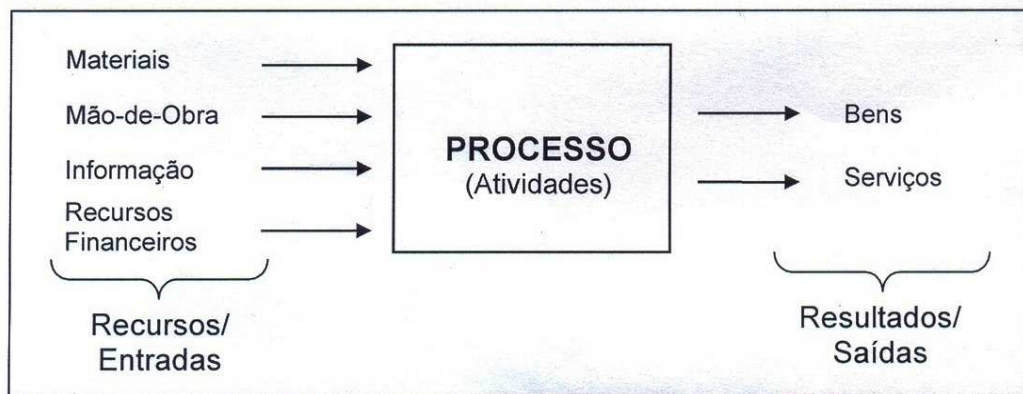 Materiais
Mão-de-Obra
Informação
Recursos
Financeiros
Recursos/
Entradas
PROCESSO
(Atividades)
Bens
Serviços
Resultados/
Saídas